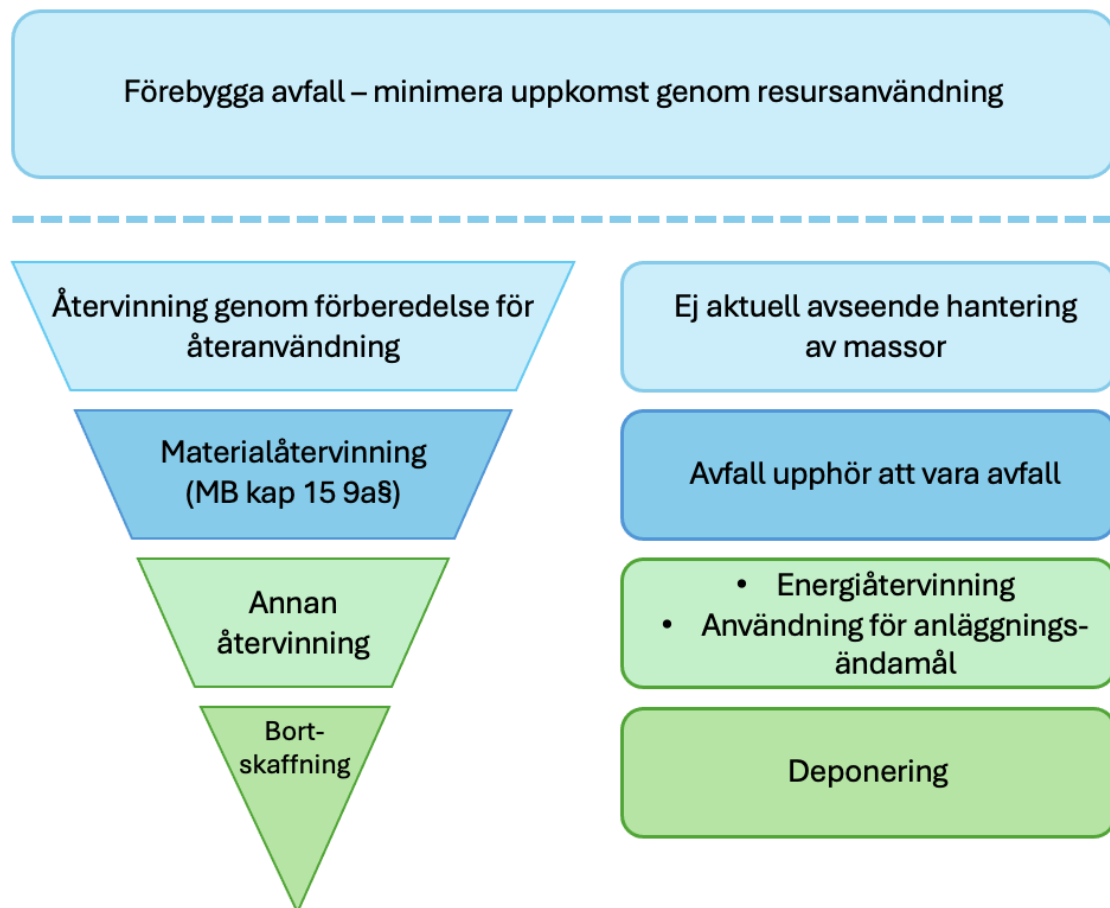 Förebygga avfall – minimera uppkomst genom resursanvändning
Återvinning genom förberedelse för
återanvändning
Ej aktuell avseende hantering
av massor
Materialåtervinning
(MB kap 15 9a§)
Avfall upphör att vara avfall
Annan
återvinning
• Energiåtervinning
• Användning för anläggnings-
ändamål
Bort-
skaffning
Deponering